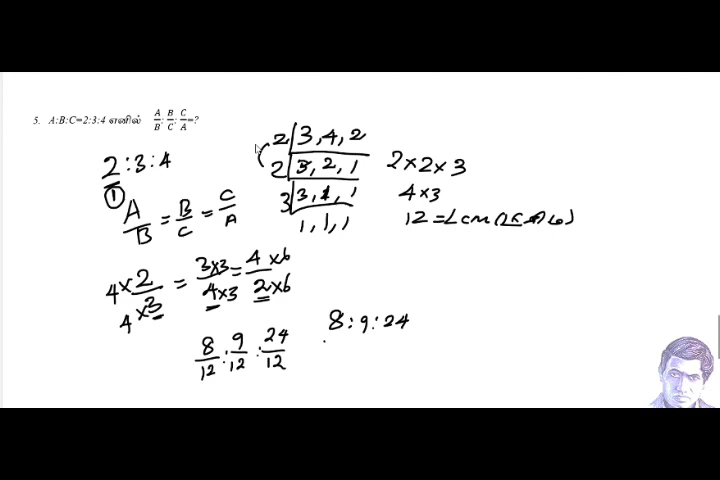 5. A:B:C=2:3:4 எனில் A/B : B/C : C/A =?
2:3:4
①
A/B = B/C = C/A
2 | 3, 4, 2
2 | 3, 2, 1
3 | 3, 1, 1
1, 1, 1
2×2×3
4×3
12 =
4×2/4×3 = 3×3/4×3 = 4×6/2×6
8/12 : 9/12 : 24/12
8:9:24